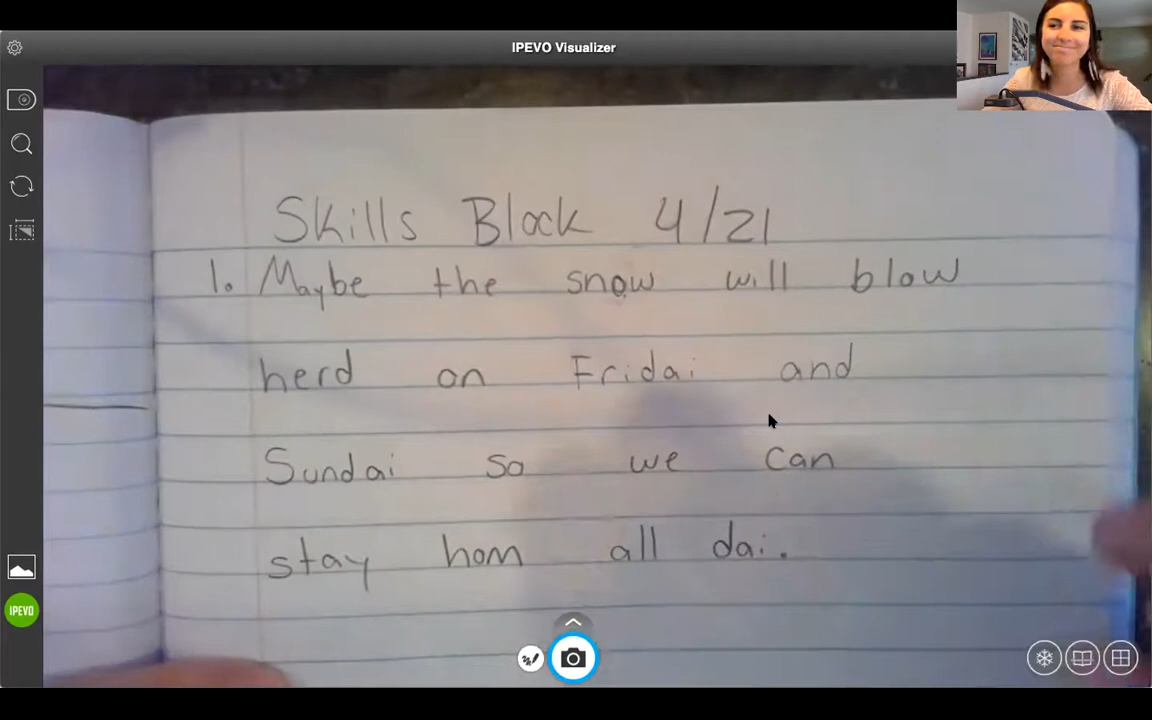 IPEVO Visualizer
Skills Block 4/21
1. Maybe the snow will blow
herd on Fridai and
Sundai so we can
stay hom all dai.
IPEVO